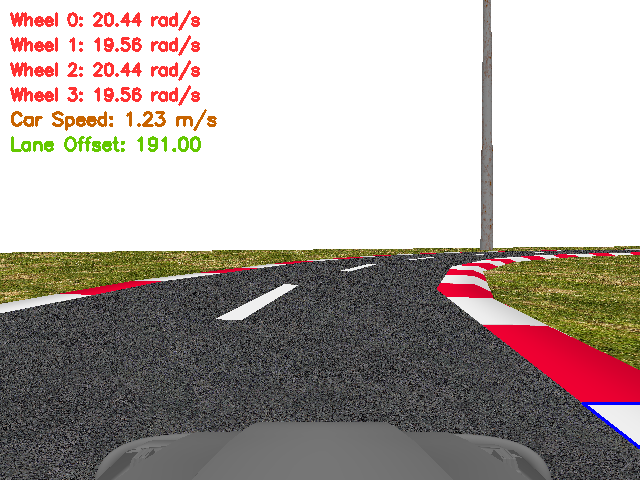 Wheel 0: 20.44 rad/s
Wheel 1: 19.56 rad/s
Wheel 2: 20.44 rad/s
Wheel 3: 19.56 rad/s
Car Speed: 1.23 m/s
Lane Offset: 191.00